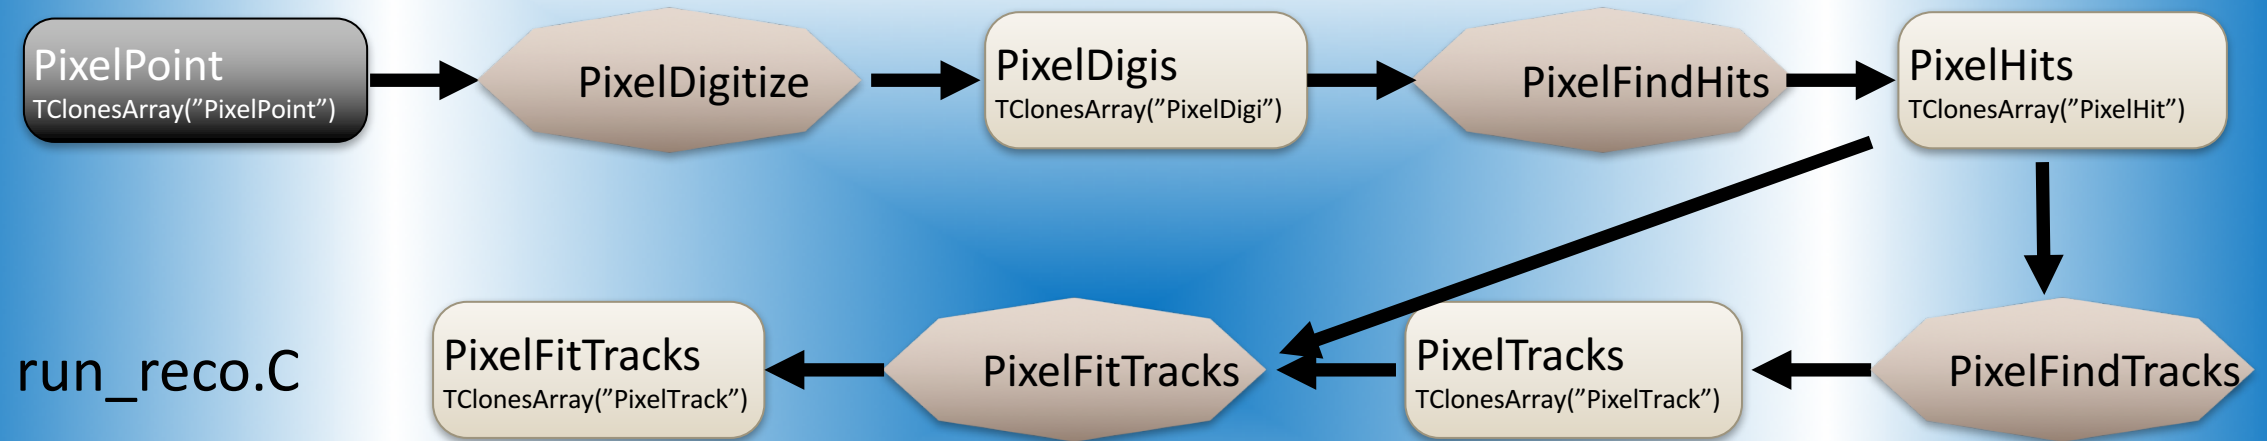 PixelPoint
TClonesArray(”PixelPoint”)
PixelDigitize
PixelDigis
TClonesArray(”PixelDigi”)
PixelFindHits
PixelHits
TClonesArray(”PixelHit”)
run_reco.C
PixelFitTracks
TClonesArray(”PixelTrack”)
PixelFitTracks
PixelTracks
TClonesArray(”PixelTrack”)
PixelFindTracks